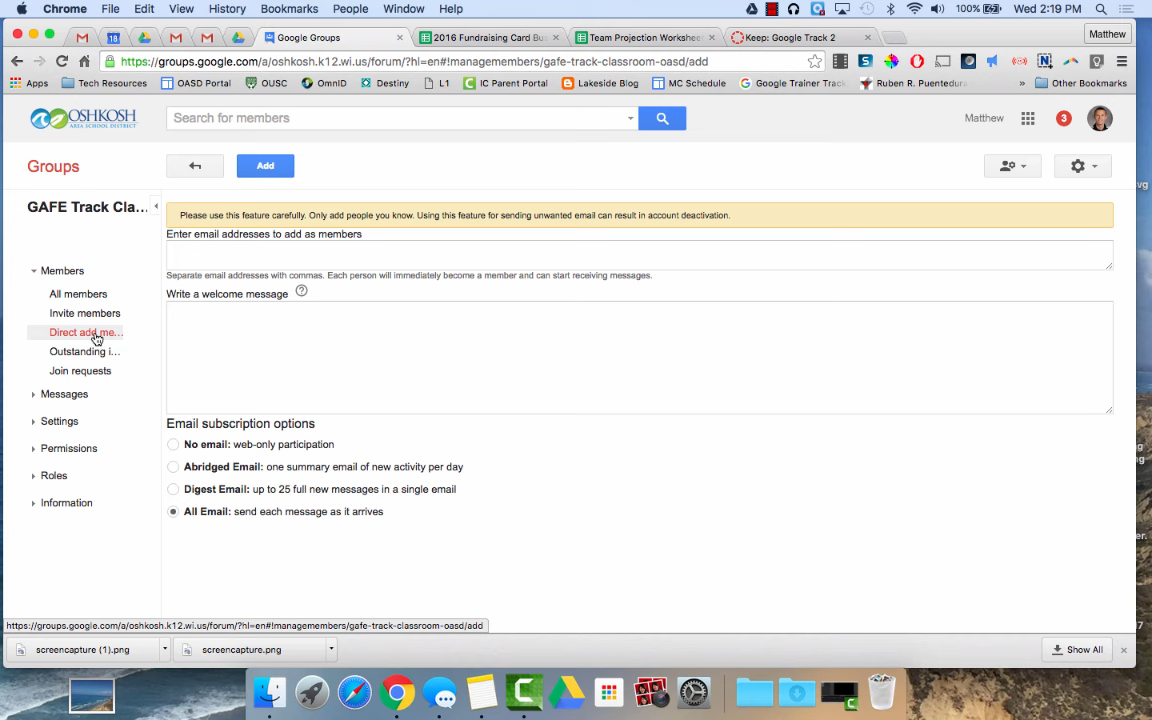 Chrome File Edit View History Bookmarks People Window Help 100% Wed 2:19 PM
18 Google Groups 2016 Fundraising Card Bu Team Projection Workshee Keep: Google Track 2 Matthew
https://groups.google.com/a/oshkosh.k12.wi.us/forum/?hl=en#!managemembers/gafe-track-classroom-oasd/add
Apps Tech Resources OASD Portal OUSC OmnID Destiny L1 IC Parent Portal Lakeside Blog MC Schedule Google Trainer Track Ruben R. Puentedura » Other Bookmarks
OSHKOSH
AREA SCHOOL DISTRICT
Search for members
Matthew 3
Groups
Add
GAFE Track Cla...
Please use this feature carefully. Only add people you know. Using this feature for sending unwanted email can result in account deactivation.
Enter email addresses to add as members
Separate email addresses with commas. Each person will immediately become a member and can start receiving messages.
Write a welcome message ?
Members
All members
Invite members
Direct add me...
Outstanding i...
Join requests
Messages
Settings
Permissions
Roles
Information
Email subscription options
No email: web-only participation
Abridged Email: one summary email of new activity per day
Digest Email: up to 25 full new messages in a single email
All Email: send each message as it arrives
https://groups.google.com/a/oshkosh.k12.wi.us/forum/?hl=en#!managemembers/gafe-track-classroom-oasd/add
screencapture (1).png screencapture.png Show All
svg
ng
er.
17